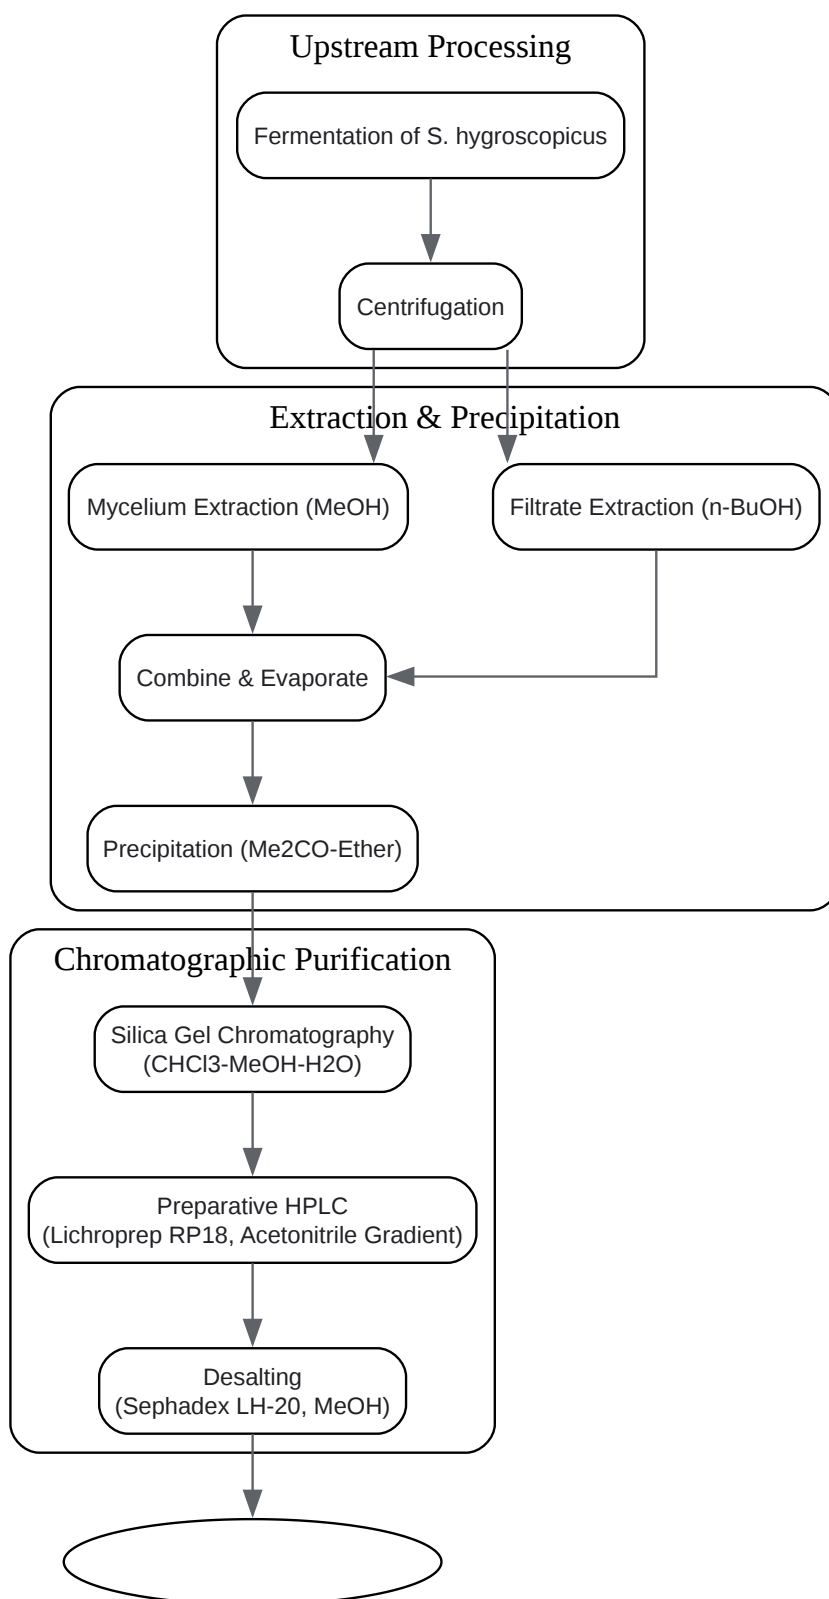 Upstream Processing
Fermentation of S. hygroscopicus
Centrifugation
Extraction & Precipitation
Mycelium Extraction (MeOH)
Filtrate Extraction (n-BuOH)
Combine & Evaporate
Precipitation (Me2CO-Ether)
Chromatographic Purification
Silica Gel Chromatography
(CHCl3-MeOH-H2O)
Preparative HPLC
(Lichroprep RP18, Acetonitrile Gradient)
Desalting
(Sephadex LH-20, MeOH)